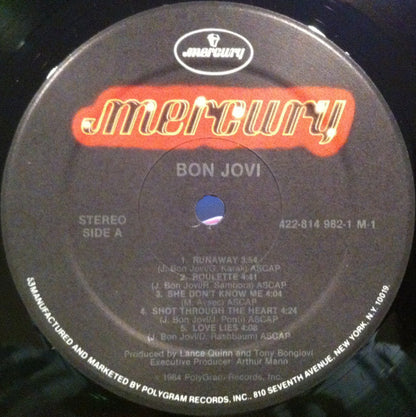 mercury
mercury
BON JOVI
STEREO
SIDE A
422-814 982-1 M-1
1. RUNAWAY 3:54
(J. Bon Jovi/G. Karak) ASCAP
2. ROULETTE 4:41
(J. Bon Jovi/R. Sambora) ASCAP
3. SHE DON'T KNOW ME 4:04
(M. Avsec) ASCAP
4. SHOT THROUGH THE HEART 4:24
(J. Bon Jovi/J. Ponti) ASCAP
5. LOVE LIES 4:08
(J. Bon Jovi/D. Rashbaum) ASCAP
Produced by Lance Quinn and Tony Bongiovi
Executive Producer: Arthur Mann
℗ 1984 PolyGram Records, Inc.
53MANUFACTURED AND MARKETED BY POLYGRAM RECORDS, INC., 810 SEVENTH AVENUE, NEW YORK, N.Y. 10019.